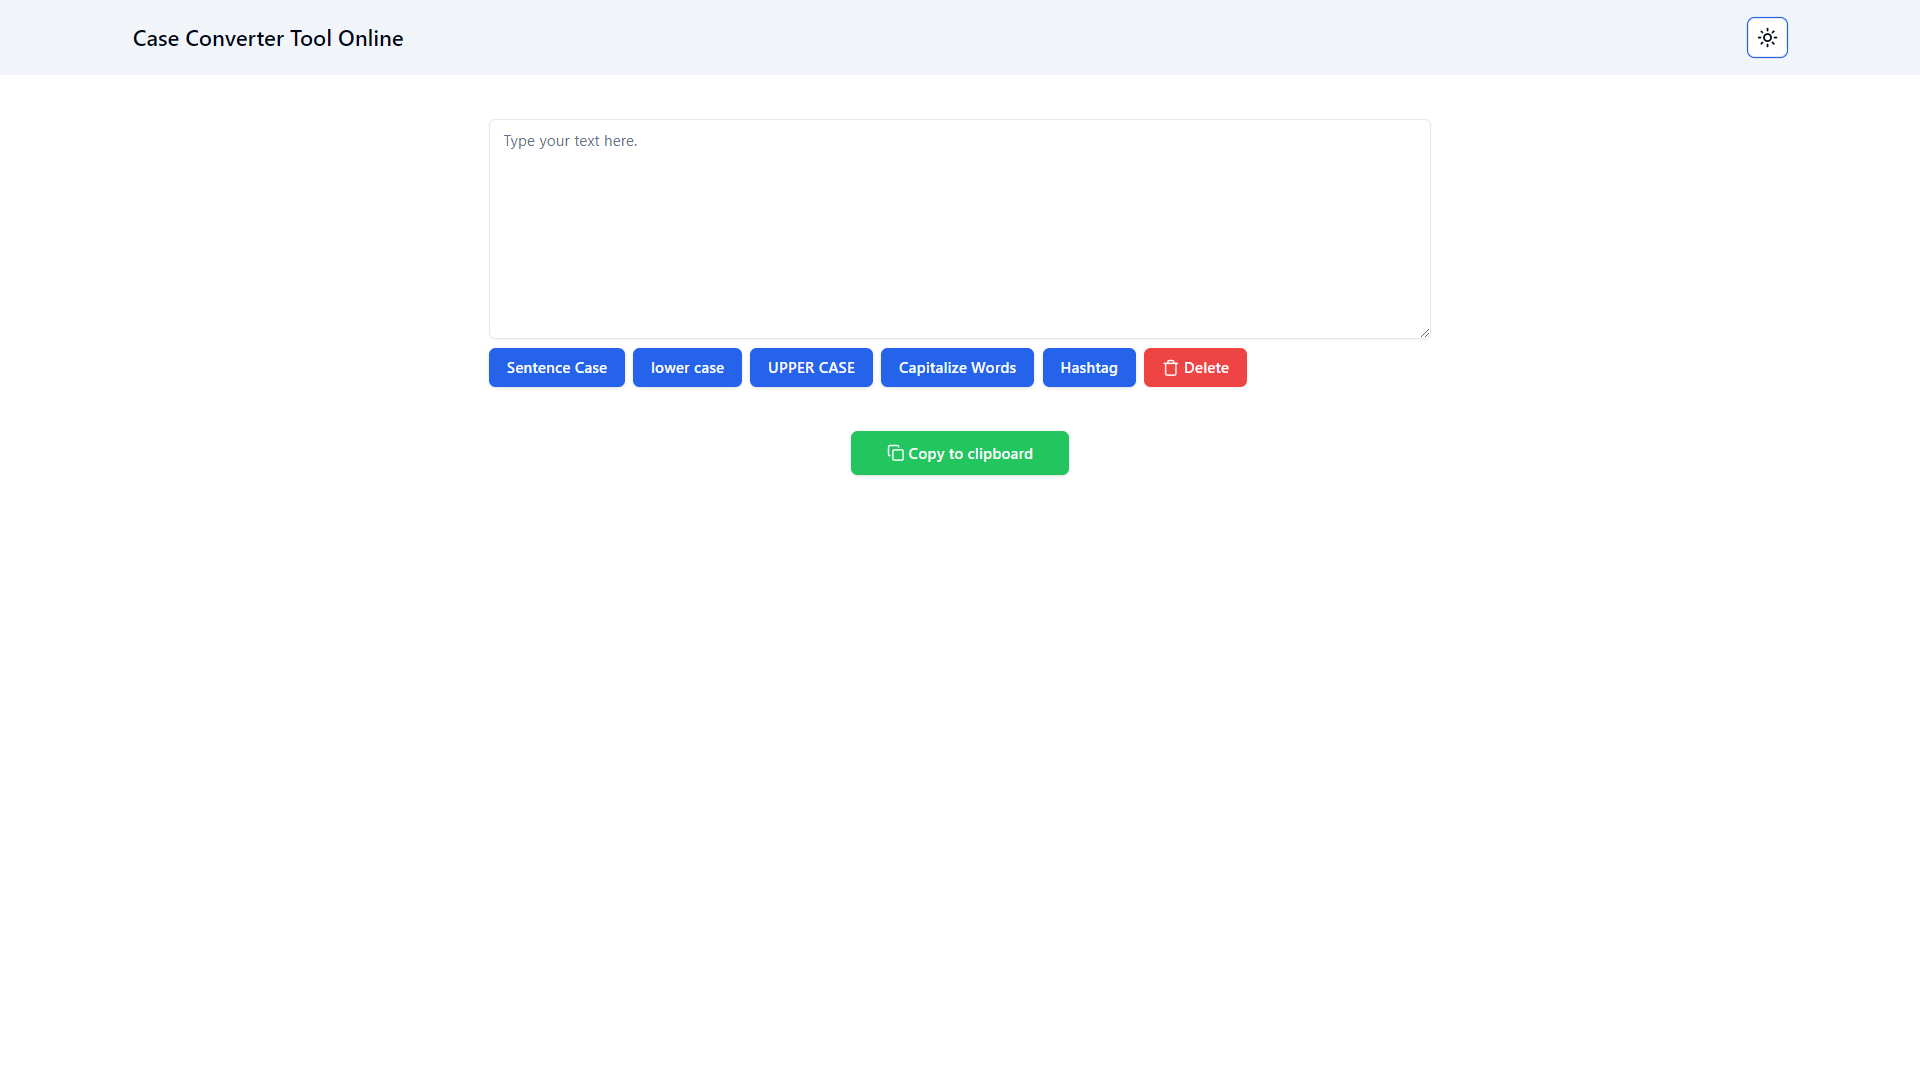 Case Converter Tool Online
Type your text here.
Sentence Case lower case UPPER CASE Capitalize Words Hashtag Delete
Copy to clipboard